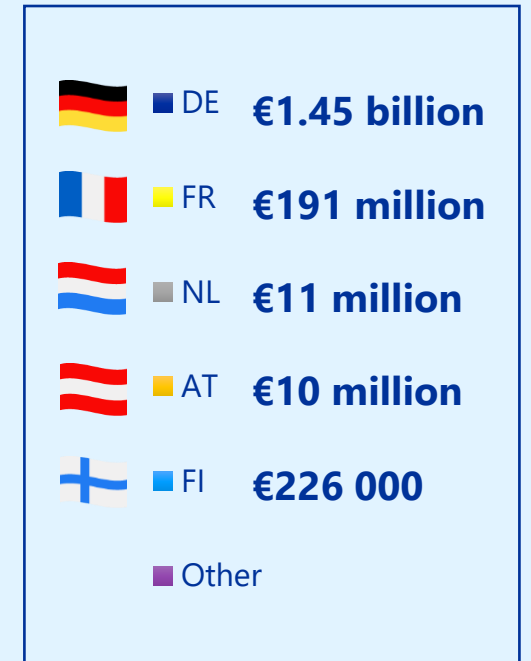 DE €1.45 billion
FR €191 million
NL €11 million
AT €10 million
FI €226 000
Other